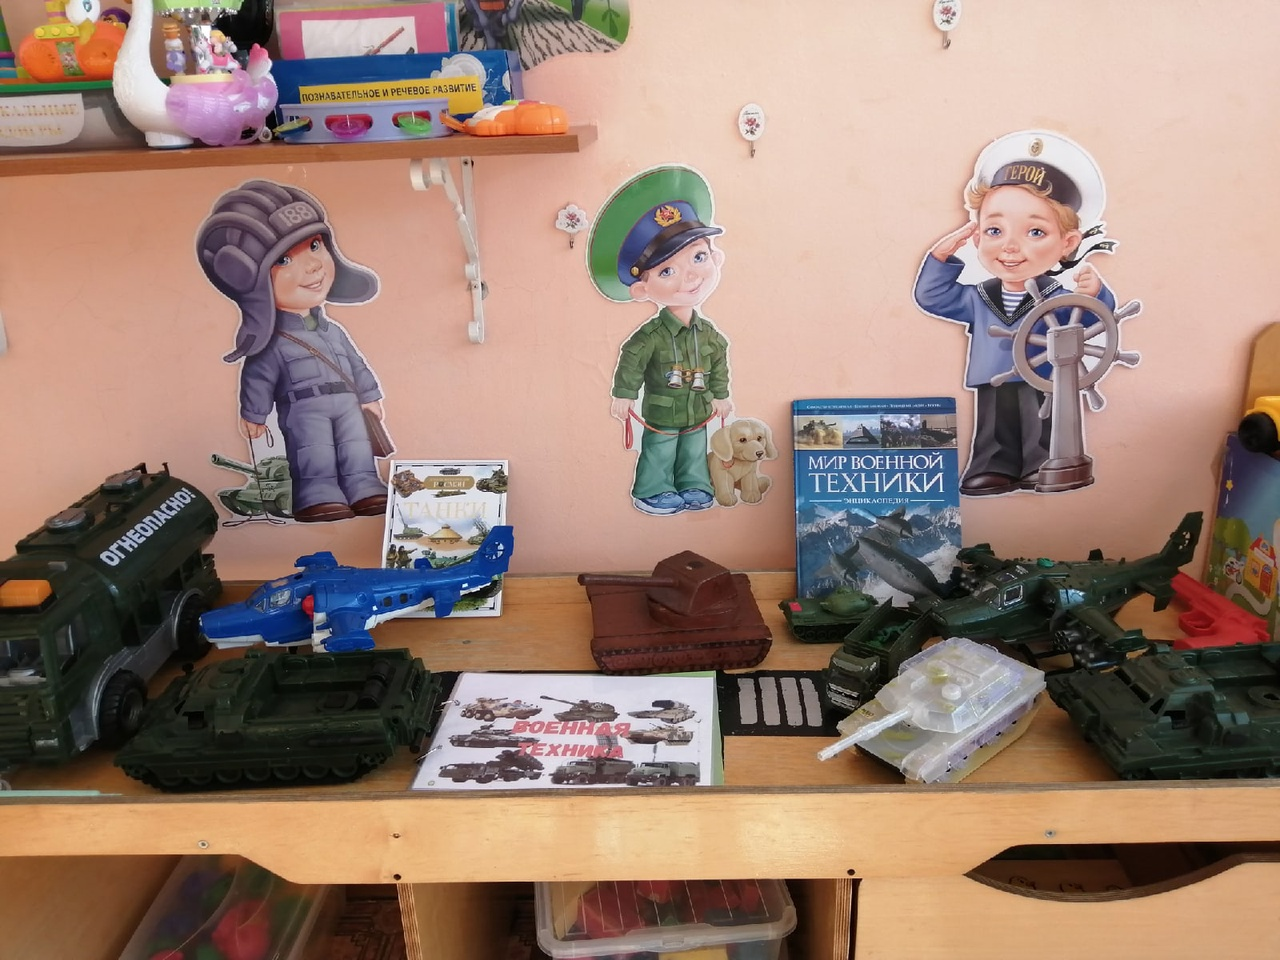 ПОЗНАВАТЕЛЬНОЕ И РЕЧЕВОЕ РАЗВИТИЕ
188
ГЕРОЙ
ОГНЕОПАСНО!
ТАНКИ
МИР ВОЕННОЙ
ТЕХНИКИ
ЭНЦИКЛОПЕДИЯ
ВОЕННАЯ
ТЕХНИКА